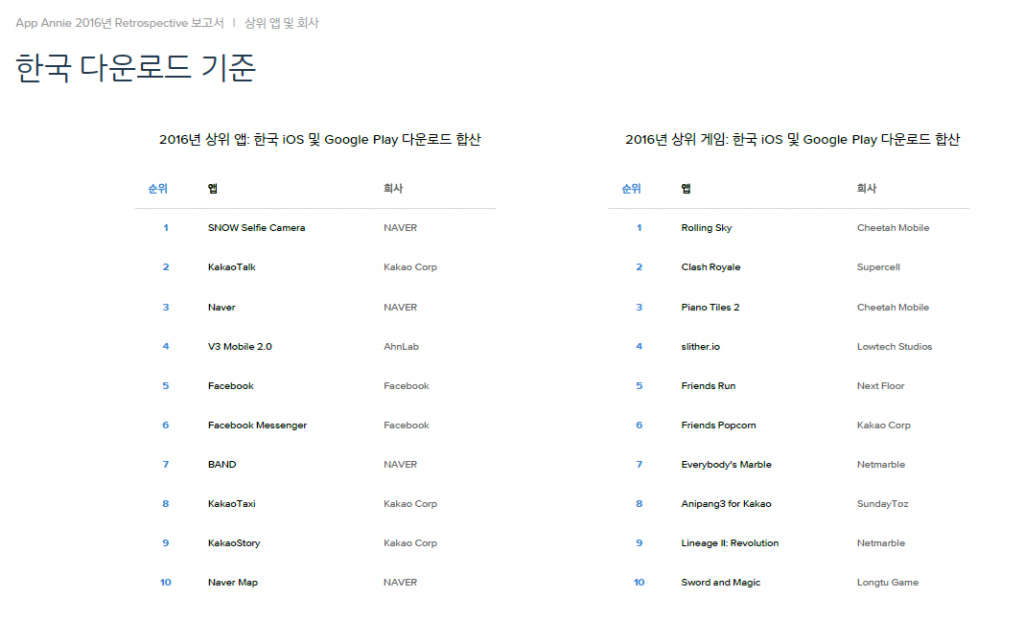 App Annie 2016년 Retrospective 보고서 | 상위 앱 및 회사
한국 다운로드 기준
2016년 상위 앱: 한국 iOS 및 Google Play 다운로드 합산
순위 앱 회사
1 SNOW Selfie Camera NAVER
2 KakaoTalk Kakao Corp
3 Naver NAVER
4 V3 Mobile 2.0 AhnLab
5 Facebook Facebook
6 Facebook Messenger Facebook
7 BAND NAVER
8 KakaoTaxi Kakao Corp
9 KakaoStory Kakao Corp
10 Naver Map NAVER
2016년 상위 게임: 한국 iOS 및 Google Play 다운로드 합산
순위 앱 회사
1 Rolling Sky Cheetah Mobile
2 Clash Royale Supercell
3 Piano Tiles 2 Cheetah Mobile
4 slither.io Lowtech Studios
5 Friends Run Next Floor
6 Friends Popcorn Kakao Corp
7 Everybody's Marble Netmarble
8 Anipang3 for Kakao SundayToz
9 Lineage II: Revolution Netmarble
10 Sword and Magic Longtu Game